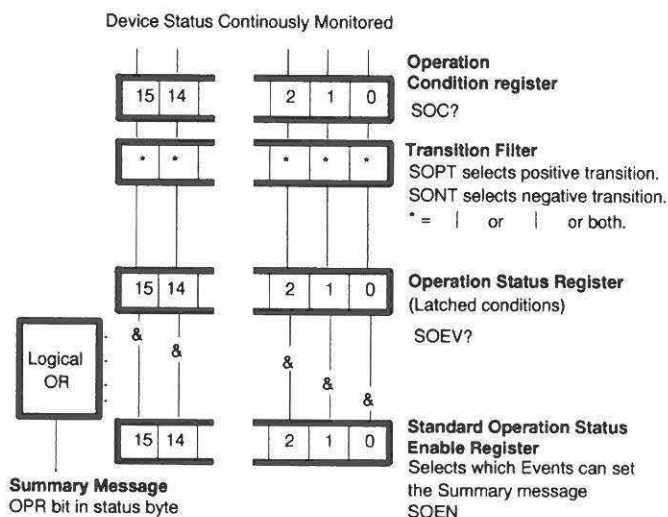 Device Status Continously Monitored
Operation
Condition register
15 14 2 1 0
SOC?
Transition Filter
* * * * *
SOPT selects positive transition.
SONT selects negative transition.
* = | or | or both.
15 14 2 1 0
Operation Status Register
(Latched conditions)
SOEV?
& & & & &
Logical
OR
15 14 2 1 0
Standard Operation Status
Enable Register
Selects which Events can set
the Summary message
SOEN
Summary Message
OPR bit in status byte